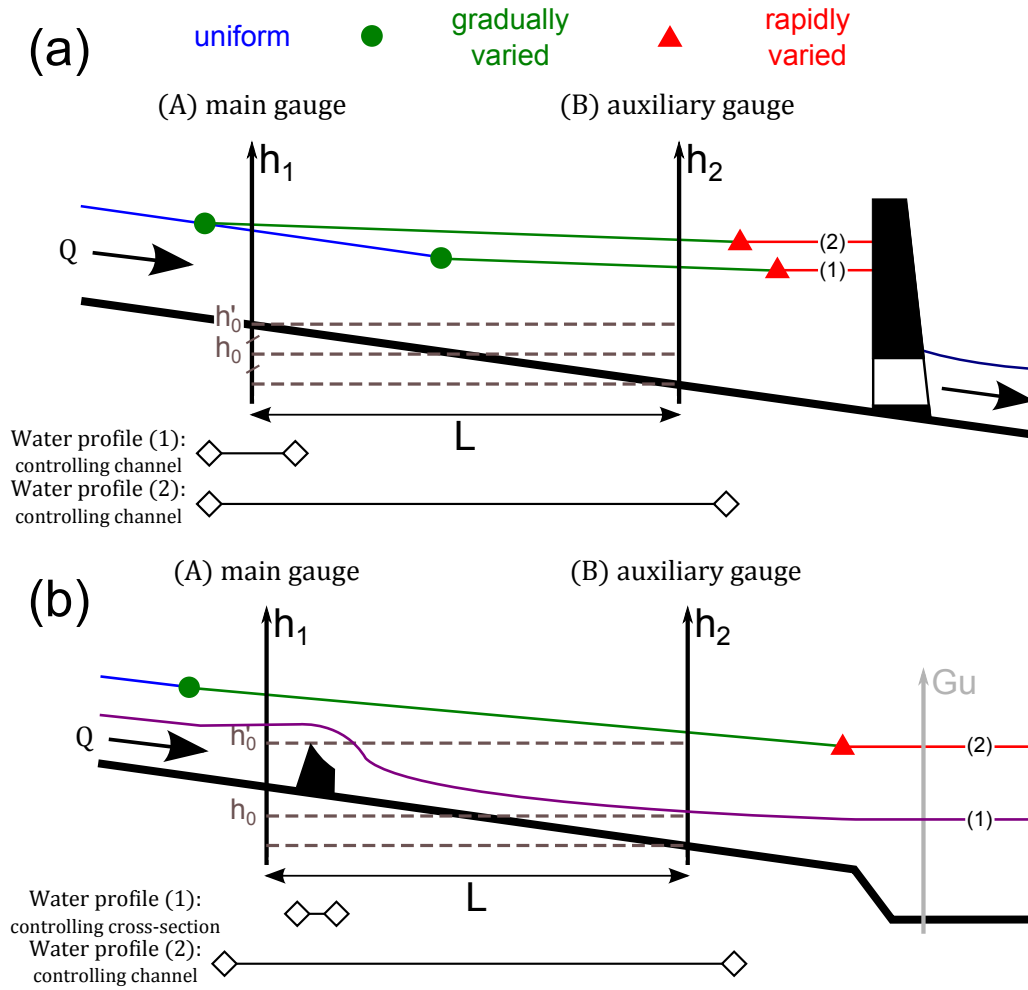 (a)
uniform
gradually
varied
rapidly
varied
(A) main gauge
(B) auxiliary gauge
h1
h2
Q
(2)
(1)
h'0
h0
L
Water profile (1):
controlling channel
Water profile (2):
controlling channel
(b)
(A) main gauge
(B) auxiliary gauge
h1
h2
Gu
Q
h'0
(2)
h0
(1)
L
Water profile (1):
controlling cross-section
Water profile (2):
controlling channel